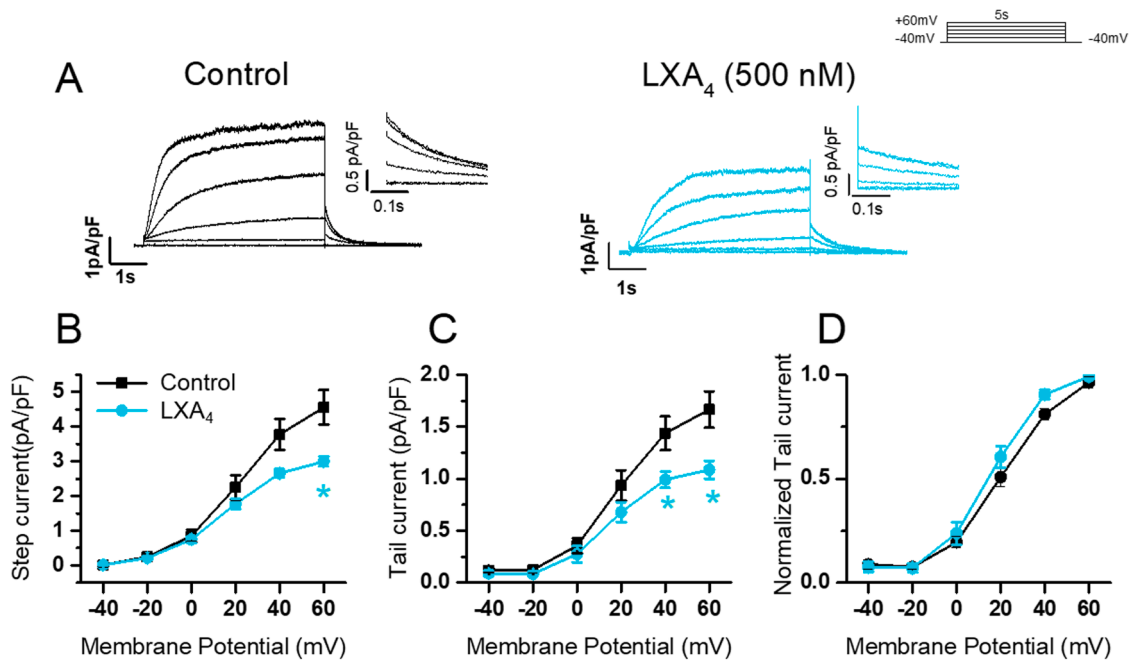 +60mV
5s
-40mV
-40mV
A
Control
LXA4 (500 nM)
0.5 pA/pF
0.1s
0.5 pA/pF
0.1s
1pA/pF
1s
1pA/pF
1s
B
C
D
Step current(pA/pF)
5
4
3
2
1
0
Control
LXA4
*
-40 -20 0 20 40 60
Membrane Potential (mV)
Tail current (pA/pF)
2.0
1.5
1.0
0.5
0.0
* *
-40 -20 0 20 40 60
Membrane Potential (mV)
Normalized Tail current
1.0
0.5
0.0
-40 -20 0 20 40 60
Membrane Potential (mV)